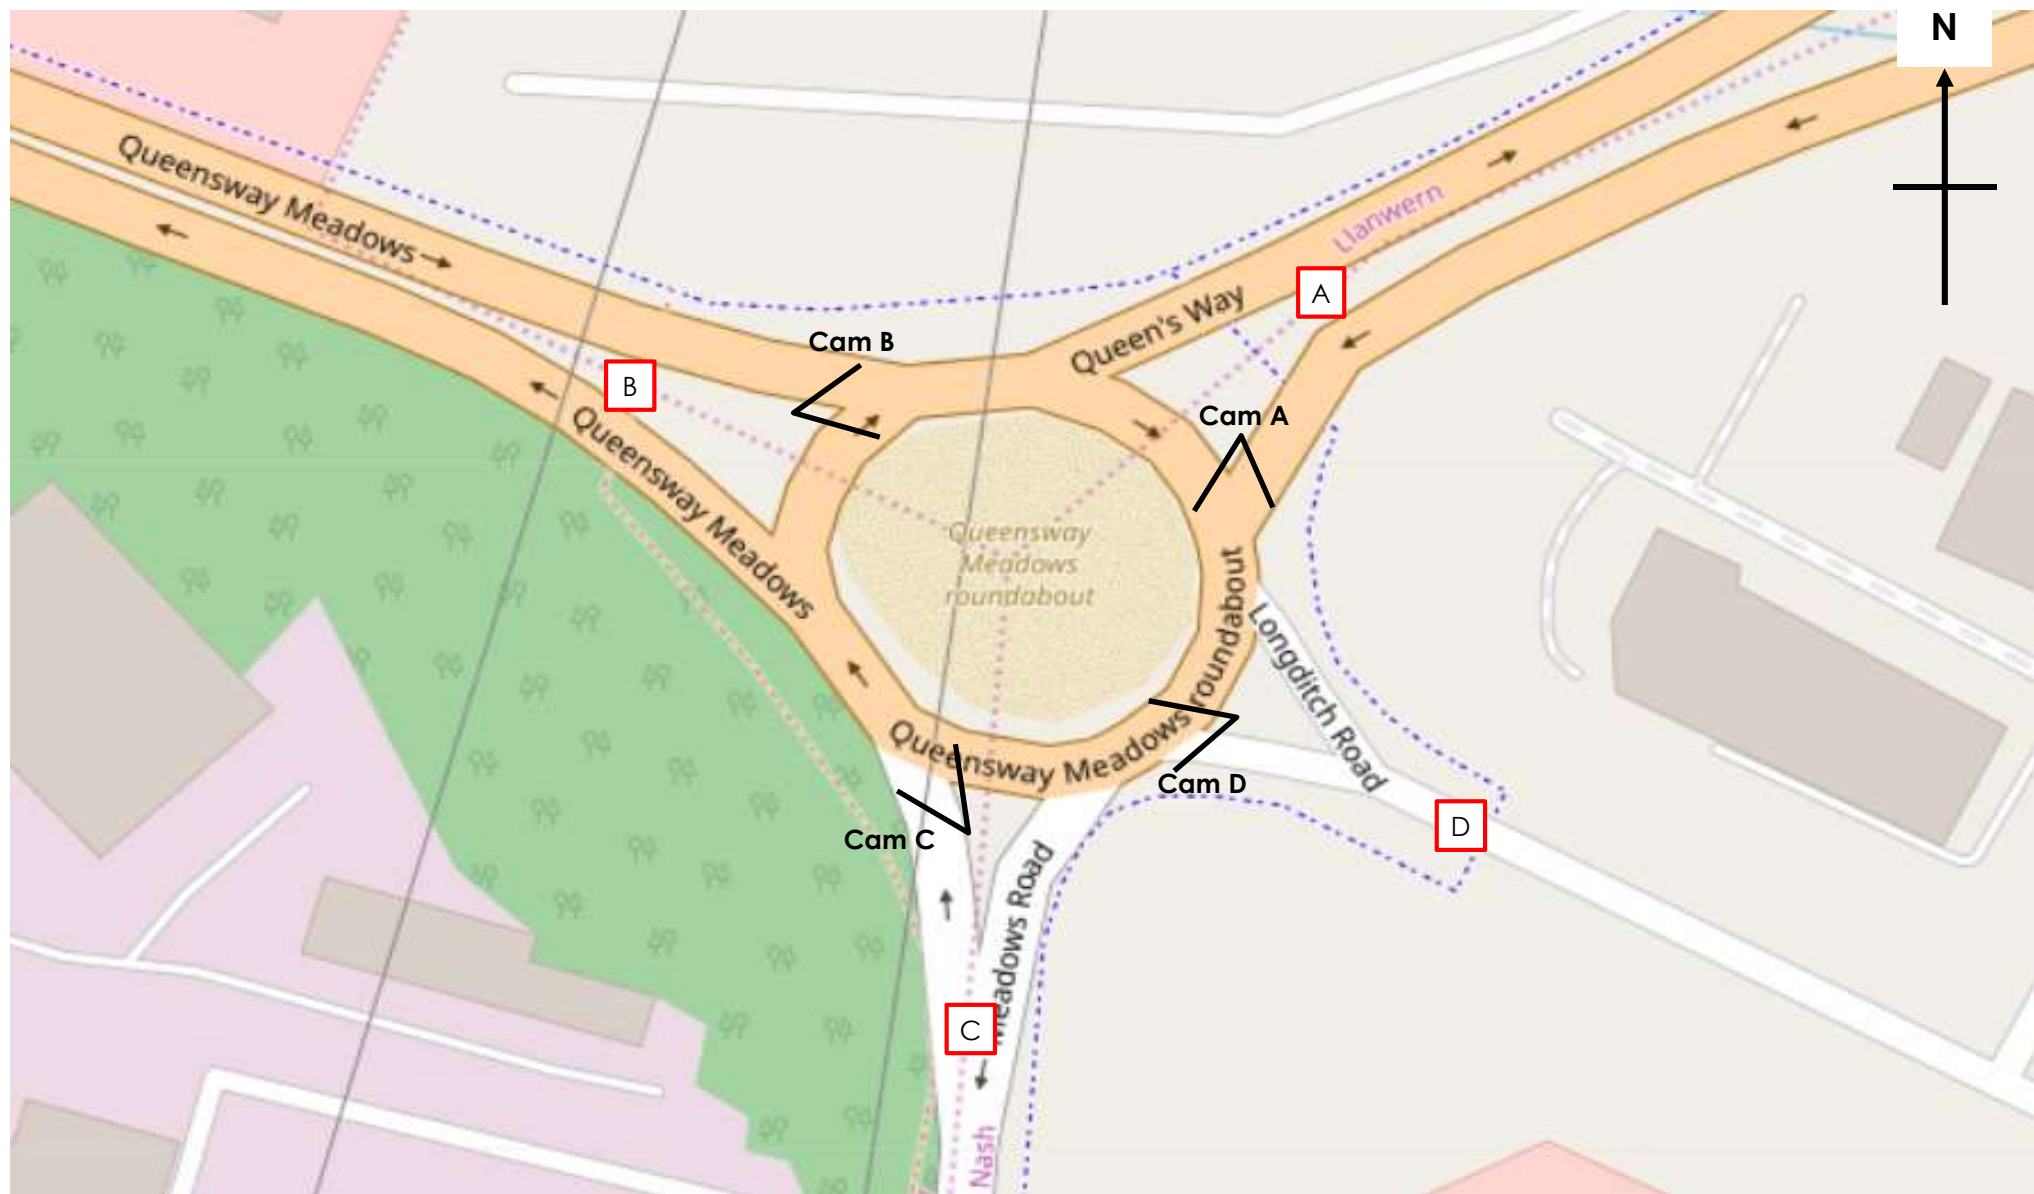 N
Queensway Meadows
Llanwern
A
Queen's Way
Cam B
B
Cam A
Queensway Meadows
Queensway
Meadows
roundabout
Longditch Road
Queensway Meadows roundabout
Cam D
Cam C
D
Meadows Road
C
Nash